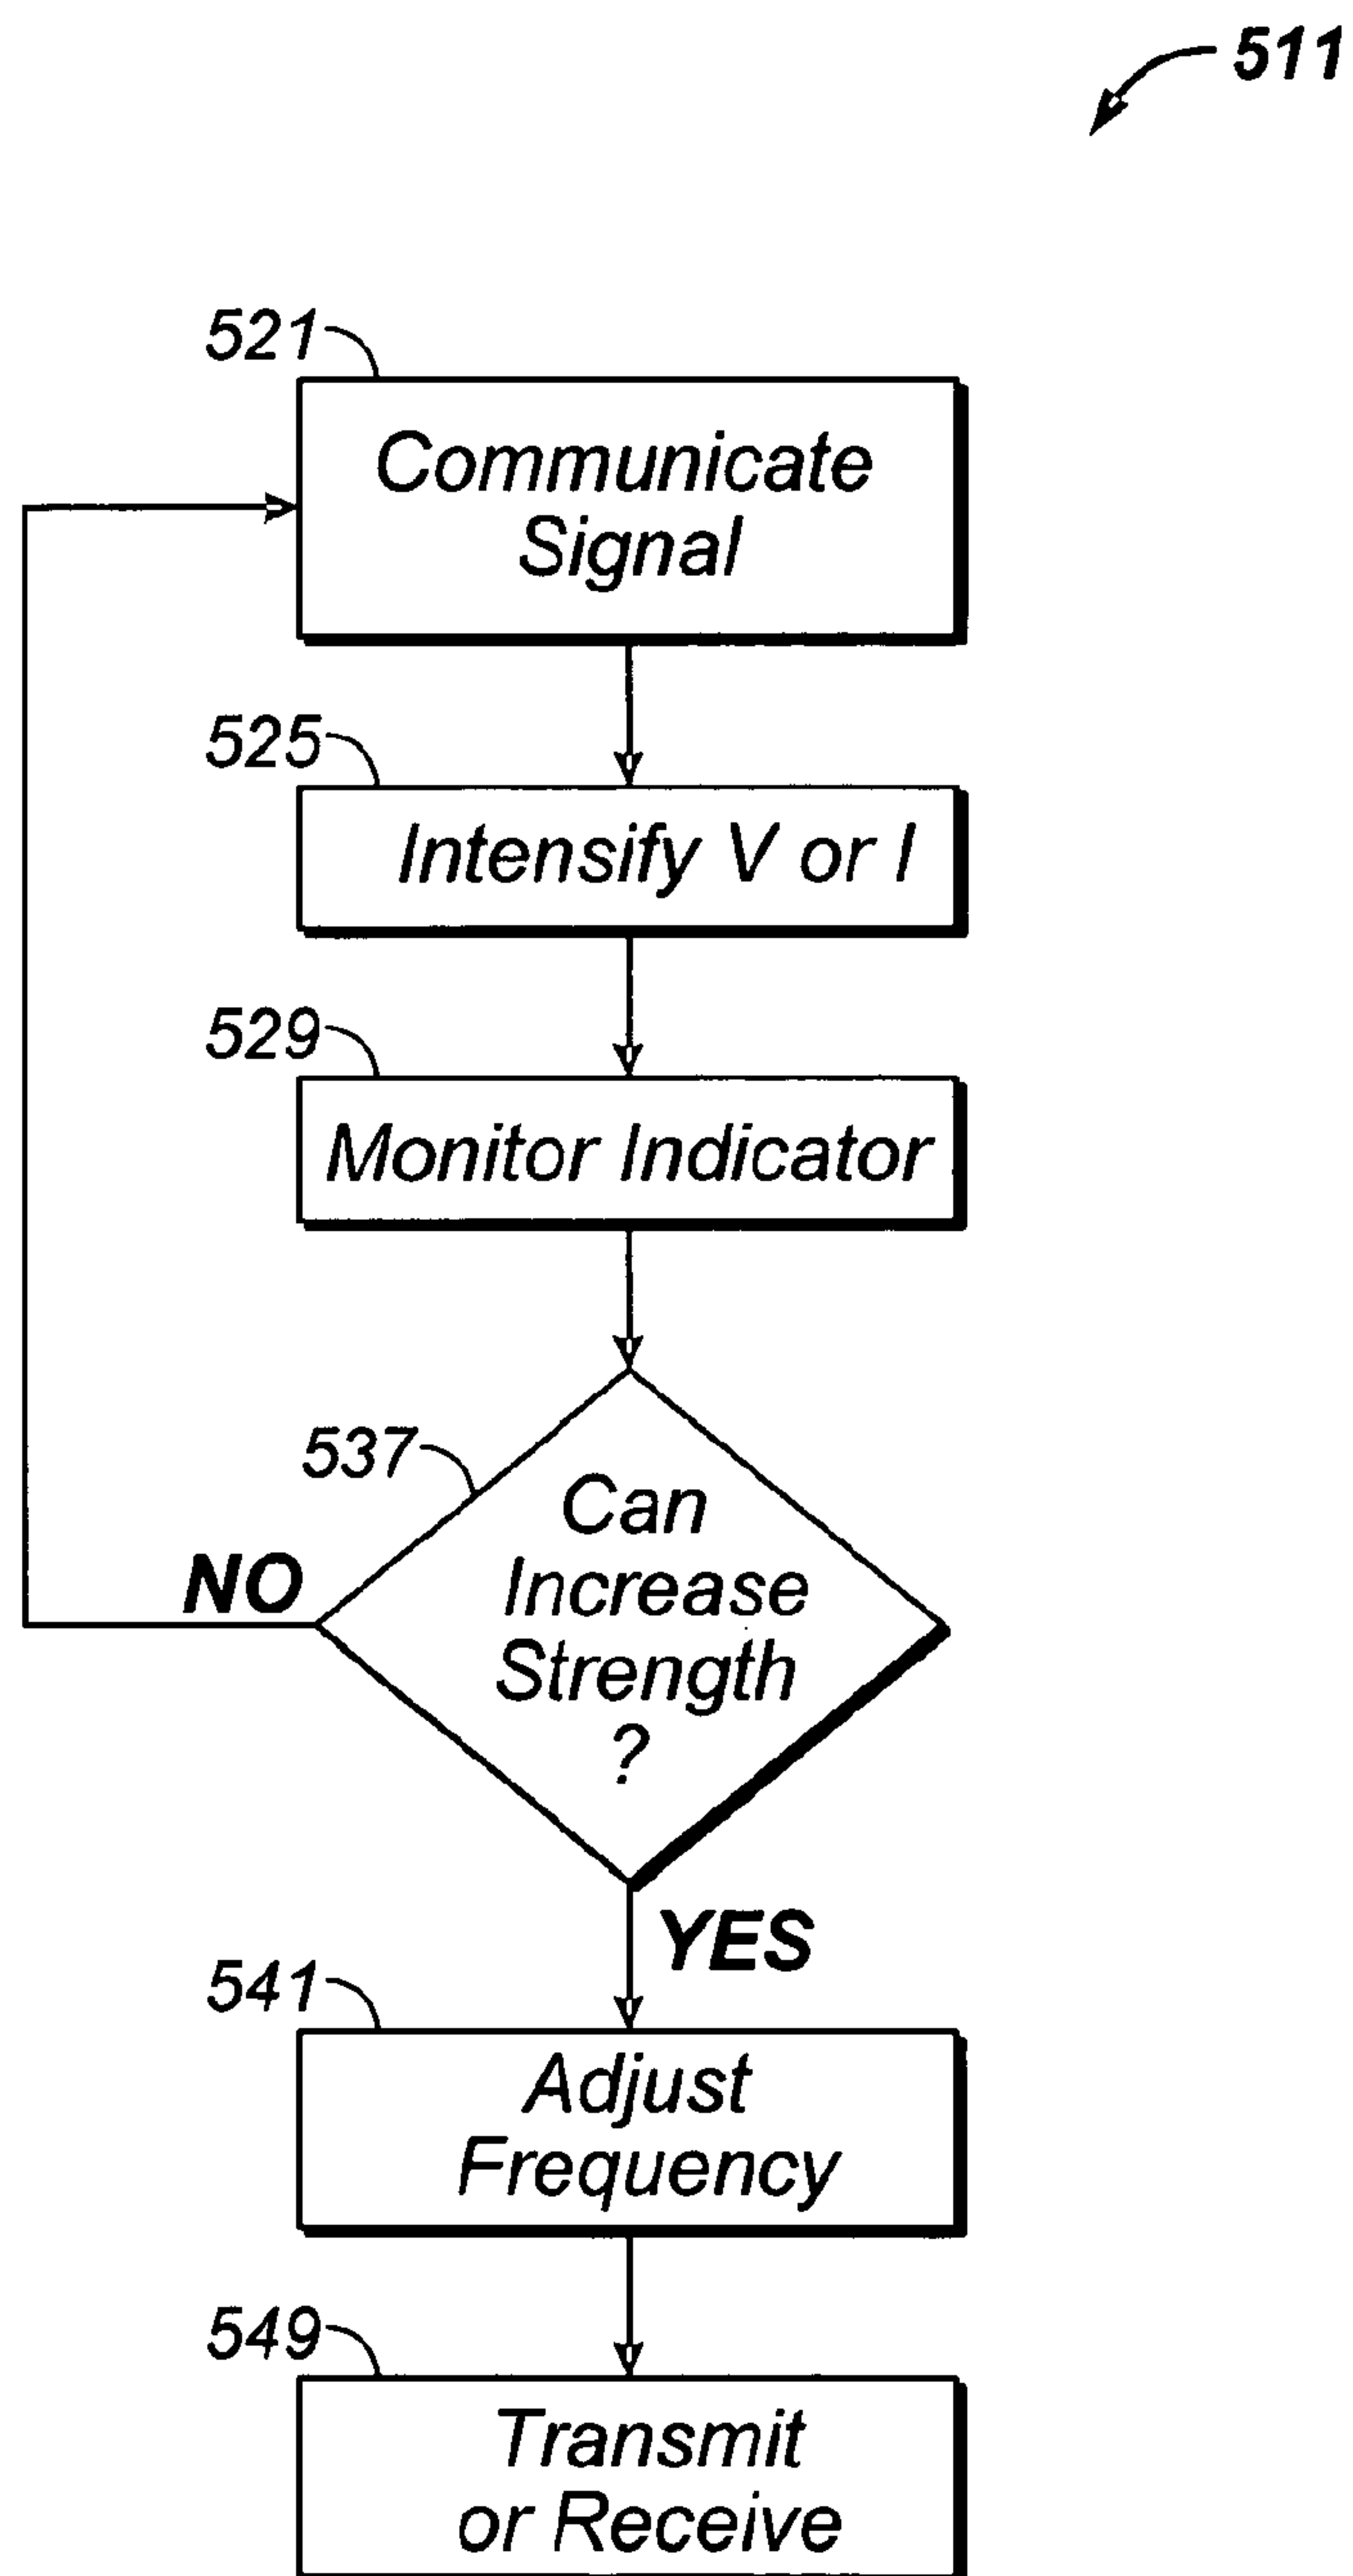 511
521
Communicate
Signal
525
Intensify V or I
529
Monitor Indicator
537
Can
Increase
Strength
?
NO
YES
541
Adjust
Frequency
549
Transmit
or Receive